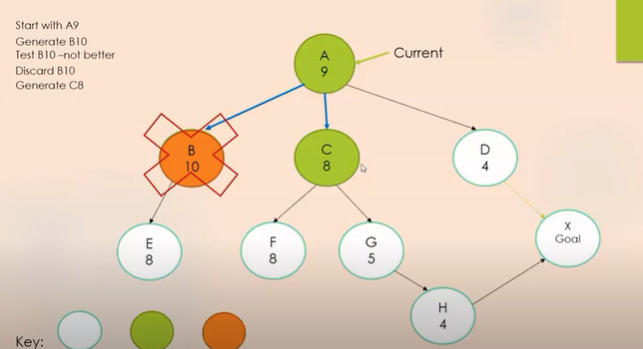 Start with A9
Generate B10
Test B10 –not better
Discard B10
Generate C8
A
9
Current
B
10
C
8
D
4
E
8
F
8
G
5
X
Goal
H
4
Key: